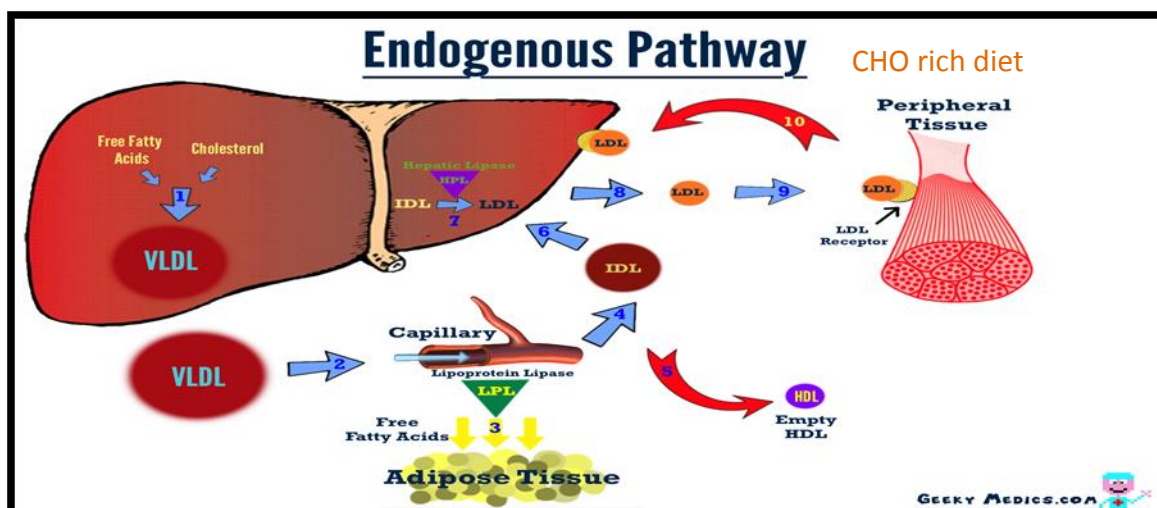 Endogenous Pathway
CHO rich diet
Free Fatty
Acids
Cholesterol
1
VLDL
Hepatic Lipase
HPL
IDL
LDL
7
LDL
10
Peripheral
Tissue
8
LDL
9
LDL
LDL
Receptor
6
IDL
4
VLDL
2
Capillary
Lipoprotein Lipase
LPL
3
Free
Fatty Acids
Adipose Tissue
5
HDL
Empty
HDL
Geeky Medics.com